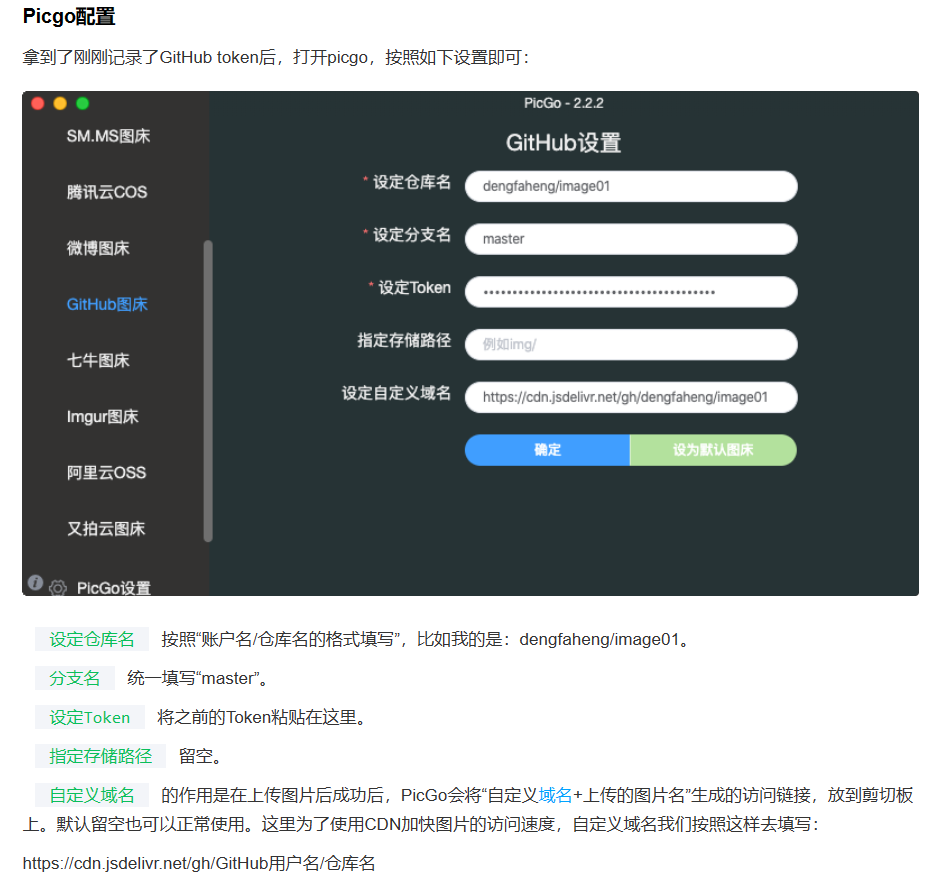 Picgo配置
拿到了刚刚记录了GitHub token后，打开picgo，按照如下设置即可：
PicGo - 2.2.2
SM.MS图床
腾讯云COS
微博图床
GitHub图床
七牛图床
Imgur图床
阿里云OSS
又拍云图床
PicGo设置
GitHub设置
* 设定仓库名 dengfaheng/image01
* 设定分支名 master
* 设定Token ••••••••••••••••••••••••••••••••••••••••
指定存储路径 例如img/
设定自定义域名 https://cdn.jsdelivr.net/gh/dengfaheng/image01
确定 设为默认图床
设定仓库名 按照“账户名/仓库名的格式填写”，比如我的是：dengfaheng/image01。
分支名 统一填写“master”。
设定Token 将之前的Token粘贴在这里。
指定存储路径 留空。
自定义域名 的作用是在上传图片后成功后，PicGo会将“自定义域名+上传的图片名”生成的访问链接，放到剪切板
上。默认留空也可以正常使用。这里为了使用CDN加快图片的访问速度，自定义域名我们按照这样去填写：
https://cdn.jsdelivr.net/gh/GitHub用户名/仓库名